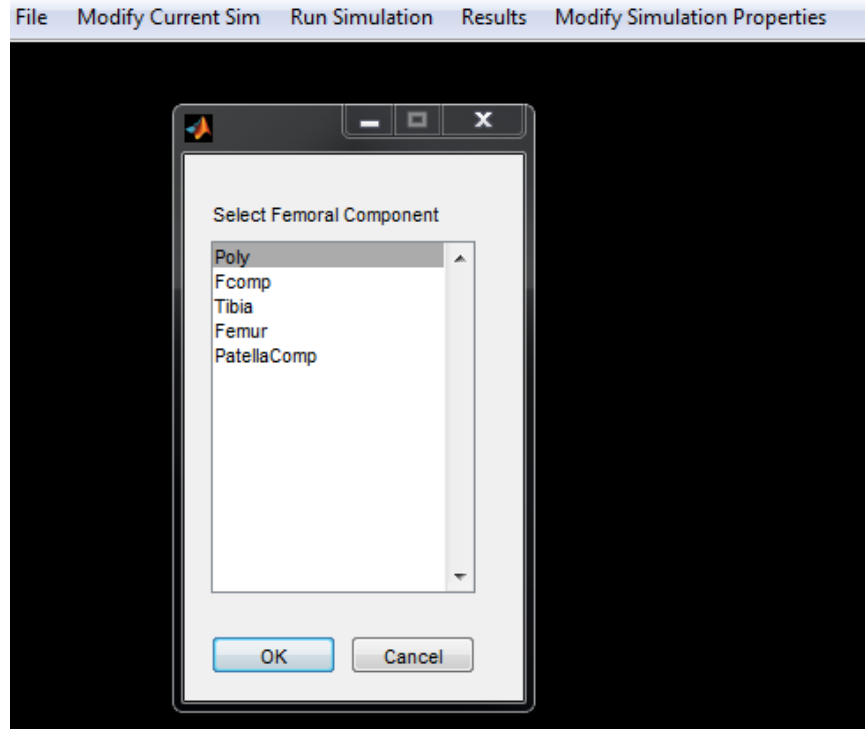 File Modify Current Sim Run Simulation Results Modify Simulation Properties
Select Femoral Component
Poly
Fcomp
Tibia
Femur
PatellaComp
OK Cancel